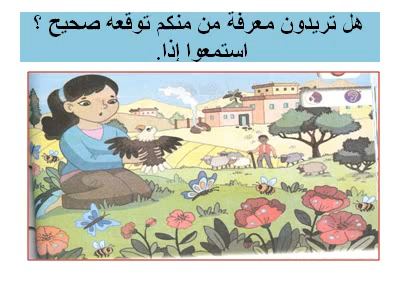 هل تريدون معرفة من منكم توقعه صحيح ؟
استمعوا إذا.